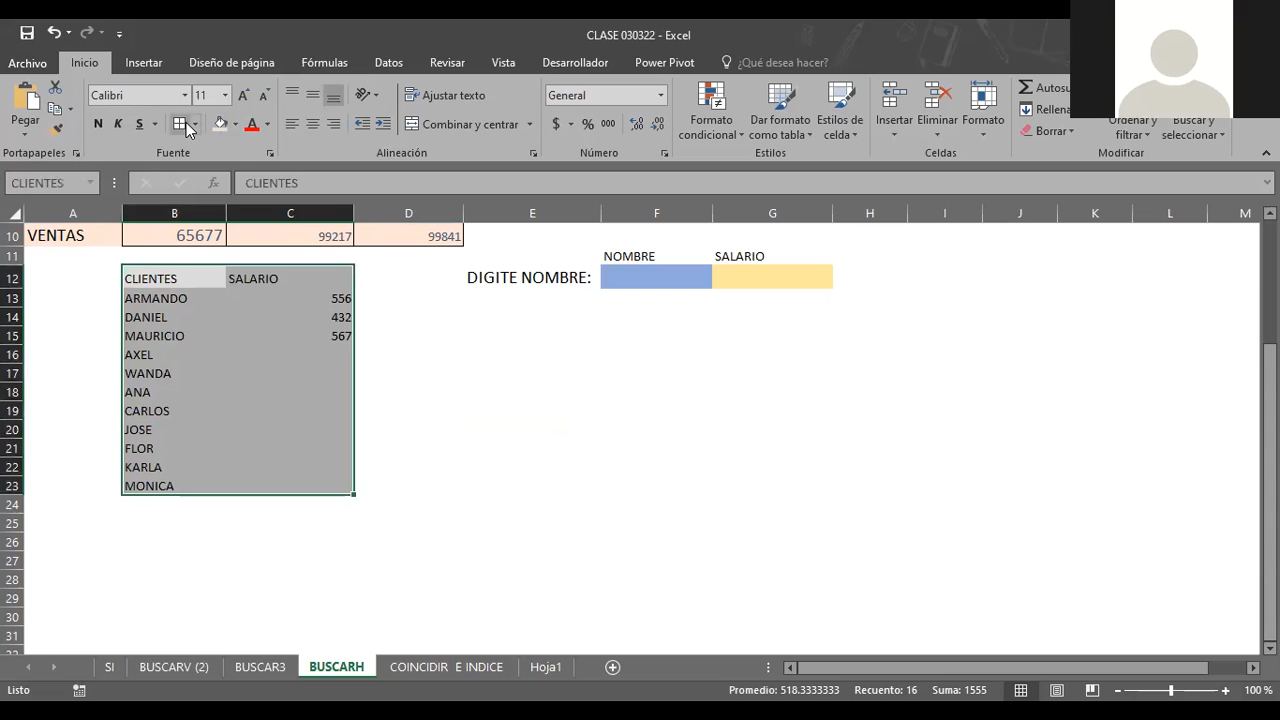 CLASE 030322 - Excel
Archivo Inicio Insertar Diseño de página Fórmulas Datos Revisar Vista Desarrollador Power Pivot ¿Qué desea hacer?
Pegar
Calibri 11
N K S
Ajustar texto
Combinar y centrar
General
$ % 000
Formato condicional
Dar formato como tabla
Estilos de celda
Insertar
Eliminar
Formato
Autosu
Rellena
Borrar
Ordenar y filtrar
Buscar y seleccionar
Portapapeles Fuente Alineación Número Estilos Celdas Modificar
CLIENTES fx CLIENTES
A B C D E F G H I J K L M
10 VENTAS 65677 99217 99841
11 NOMBRE SALARIO
12 CLIENTES SALARIO DIGITE NOMBRE:
13 ARMANDO 556
14 DANIEL 432
15 MAURICIO 567
16 AXEL
17 WANDA
18 ANA
19 CARLOS
20 JOSE
21 FLOR
22 KARLA
23 MONICA
24
25
26
27
28
29
30
31
SI BUSCARV (2) BUSCAR3 BUSCARH COINCIDIR E INDICE Hoja1
Listo Promedio: 518.3333333 Recuento: 16 Suma: 1555 100 %